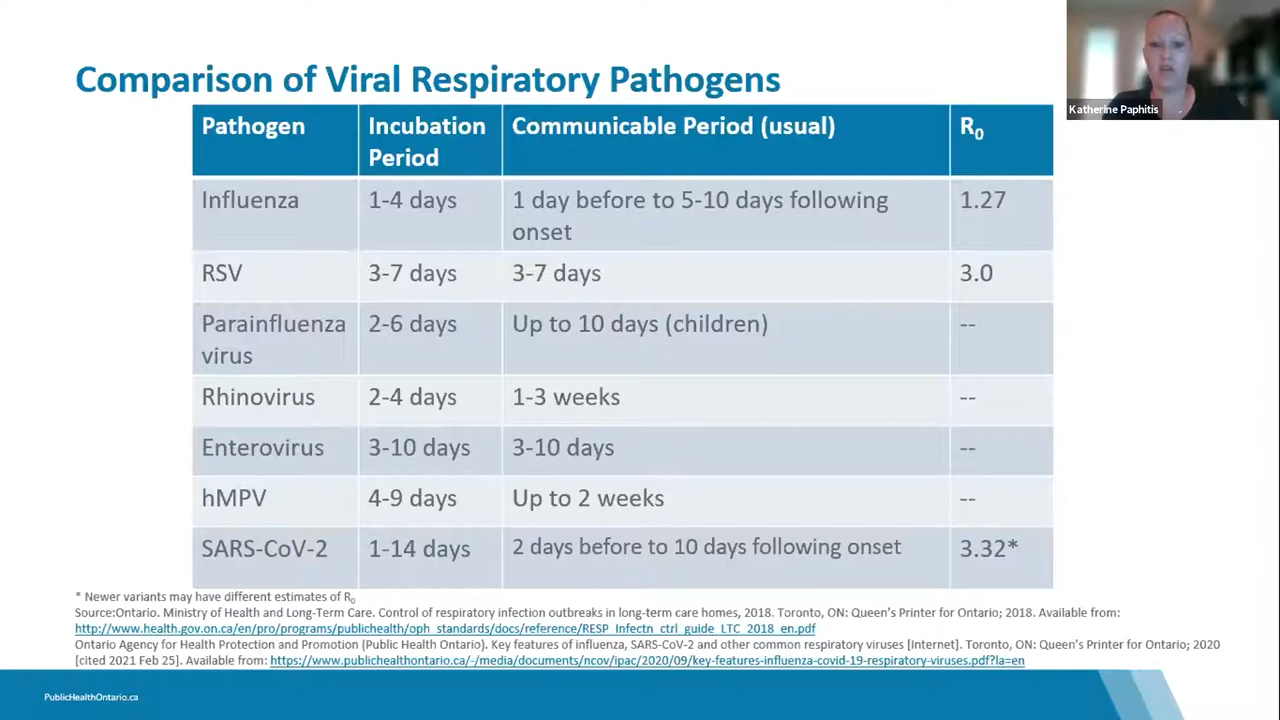 Comparison of Viral Respiratory Pathogens
Katherine Paphitis
Pathogen Incubation Period Communicable Period (usual) R₀
Influenza 1-4 days 1 day before to 5-10 days following onset 1.27
RSV 3-7 days 3-7 days 3.0
Parainfluenza virus 2-6 days Up to 10 days (children) --
Rhinovirus 2-4 days 1-3 weeks --
Enterovirus 3-10 days 3-10 days --
hMPV 4-9 days Up to 2 weeks --
SARS-CoV-2 1-14 days 2 days before to 10 days following onset 3.32*
* Newer variants may have different estimates of R₀
Source:Ontario. Ministry of Health and Long-Term Care. Control of respiratory infection outbreaks in long-term care homes, 2018. Toronto, ON: Queen's Printer for Ontario; 2018. Available from:
http://www.health.gov.on.ca/en/pro/programs/publichealth/oph_standards/docs/reference/RESP_Infectn_ctrl_guide_LTC_2018_en.pdf
Ontario Agency for Health Protection and Promotion (Public Health Ontario). Key features of influenza, SARS-CoV-2 and other common respiratory viruses [Internet]. Toronto, ON: Queen's Printer for Ontario; 2020
[cited 2021 Feb 25]. Available from: https://www.publichealthontario.ca/-/media/documents/ncov/ipac/2020/09/key-features-influenza-covid-19-respiratory-viruses.pdf?la=en
PublicHealthOntario.ca